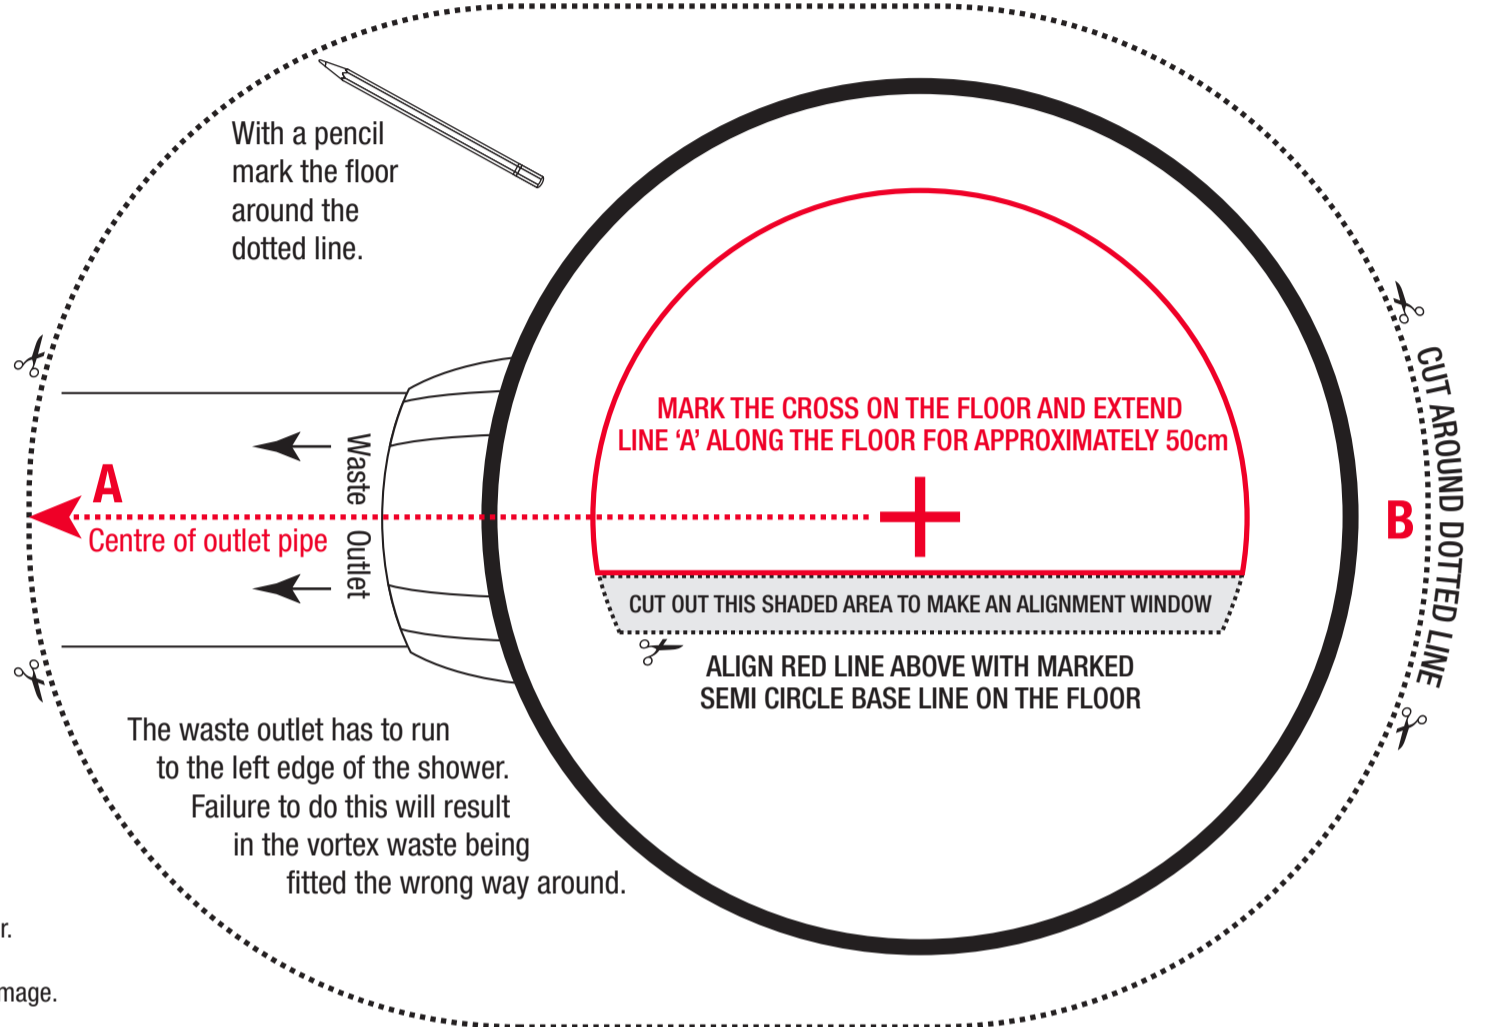 With a pencil
mark the floor
around the
dotted line.
MARK THE CROSS ON THE FLOOR AND EXTEND
LINE ‘A’ ALONG THE FLOOR FOR APPROXIMATELY 50cm
A
Centre of outlet pipe
Waste Outlet
B
CUT AROUND DOTTED LINE
CUT OUT THIS SHADED AREA TO MAKE AN ALIGNMENT WINDOW
ALIGN RED LINE ABOVE WITH MARKED
SEMI CIRCLE BASE LINE ON THE FLOOR
The waste outlet has to run
to the left edge of the shower.
Failure to do this will result
in the vortex waste being
fitted the wrong way around.
r.
mage.